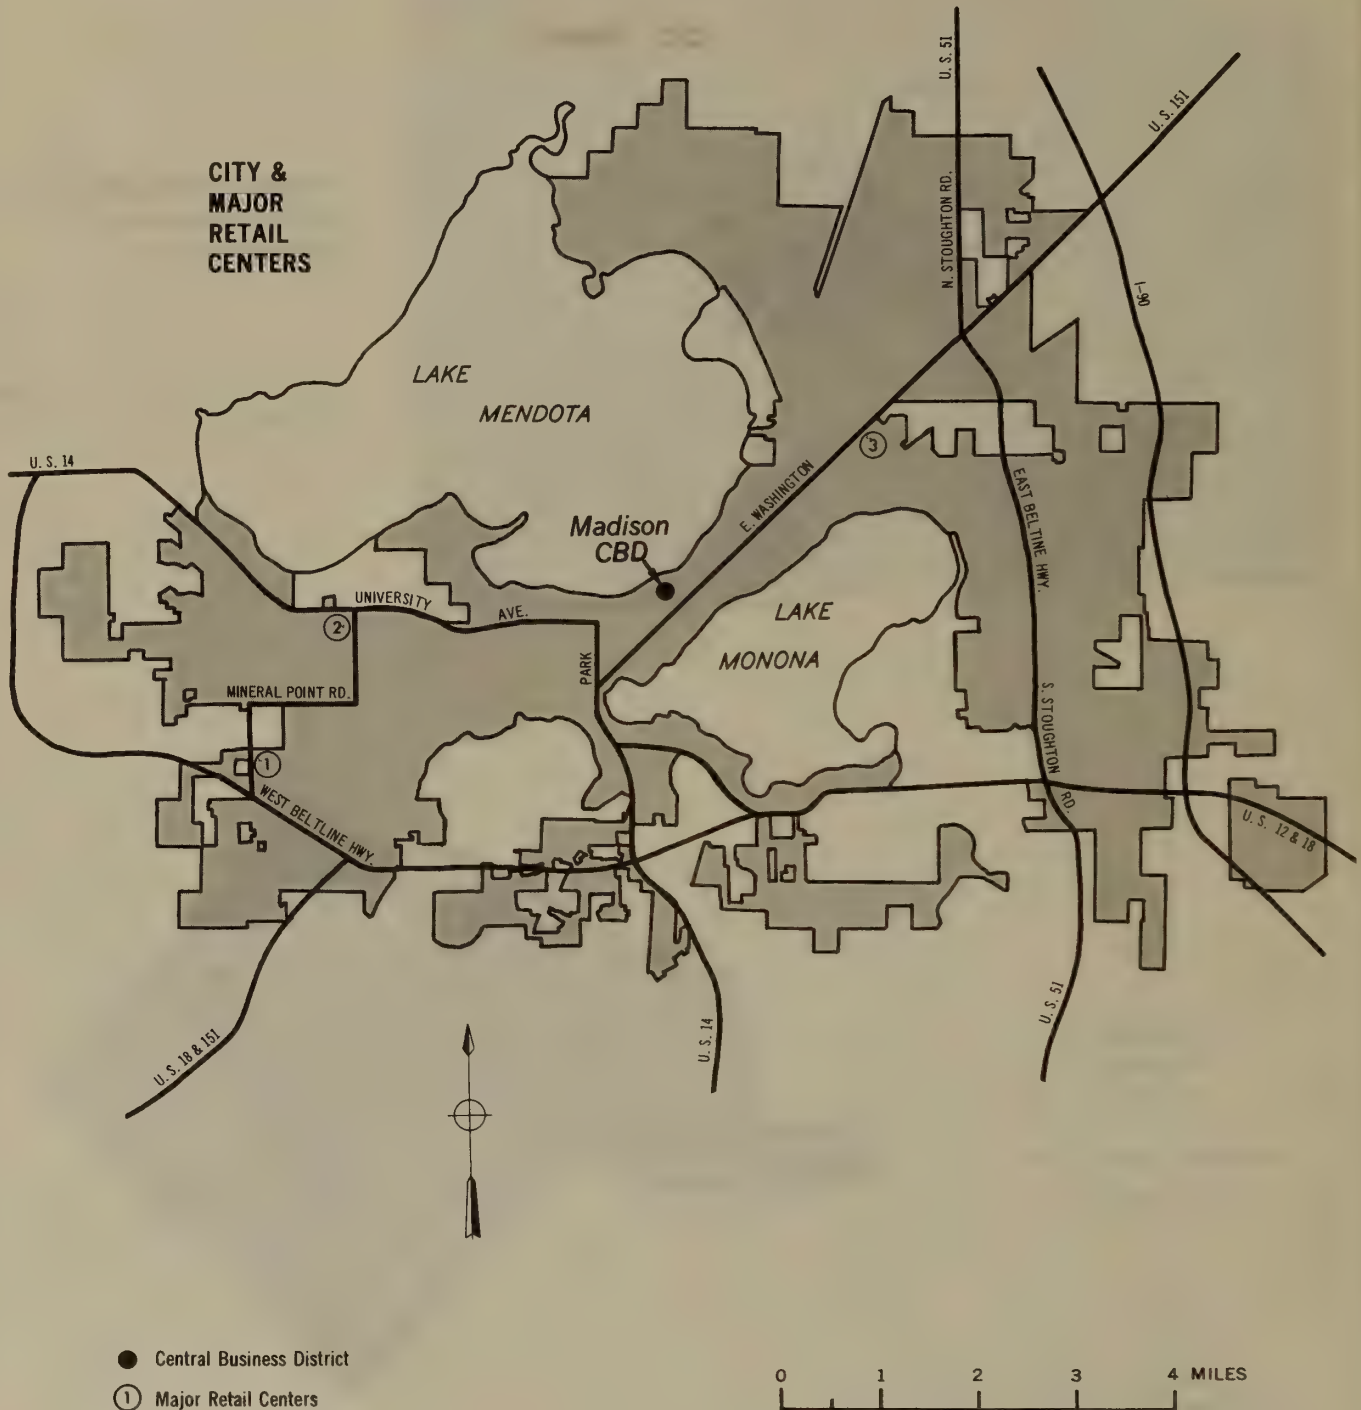 CITY &
MAJOR
RETAIL
CENTERS
U. S. 51
U. S. 151
N. STOUGHTON RD.
I-90
LAKE
MENDOTA
U. S. 14
3
E. WASHINGTON
EAST BELTINE HWY.
Madison
CBD
UNIVERSITY
AVE.
2
LAKE
MONONA
PARK
MINERAL POINT RD.
1
WEST BELTLINE HWY.
S. STOUGHTON
RD.
U. S. 12 & 18
U. S. 18 & 151
U. S. 14
U. S. 51
Central Business District
1 Major Retail Centers
0 1 2 3 4 MILES